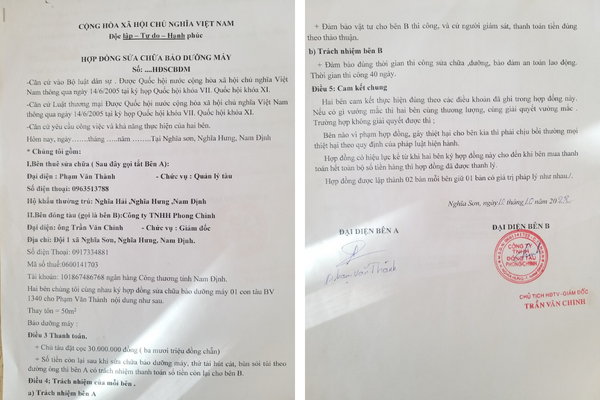 CỘNG HÒA XÃ HỘI CHỦ NGHĨA VIỆT NAM
Độc lập – Tự do – Hạnh phúc
HỢP ĐỒNG SỬA CHỮA BẢO DƯỠNG MÁY
Số: ....HĐSCBDM
-Căn cứ vào Bộ luật dân sự . Được Quốc hội nước cộng hòa xã hội chủ nghĩa Việt
Nam thông qua ngày 14/6/2005 tại kỳ họp Quốc hội khóa VII. Quốc hội khóa XI.
-Căn cứ Luật thương mại Được Quốc hội nước cộng hòa xã hội chủ nghĩa Việt Nam
thông qua ngày 14/6/2005 tại kỳ họp Quốc hội khóa VII. Quốc hội khóa XI.
-Căn cứ yêu cầu công việc và khả năng thực hiện của hai bên.
Hôm nay, ngày.......tháng .....năm ........Tại Nghĩa sơn, Nghĩa Hưng, Nam Định
* Chúng tôi gồm:
I,Bên thuê sửa chữa ( Sau đây gọi tắt Bên A):
Đại diện : Phạm Văn Thành - Chức vụ : Quản lý tàu
Số điện thoại: 0963513788
Hộ khẩu thường trú: Nghĩa Hải ,Nghĩa Hưng ,Nam Định
II.Bên đóng tàu (gọi là bên B):Công ty TNHH Phong Chinh
Đại diện: ông Trần Văn Chinh - Chức vụ : Giám đốc
Địa chỉ: Đội 1 xã Nghĩa Sơn, Nghĩa Hưng, Nam Định.
Số điện Thoại: 0917334881
Mã số thuế:0600141703
Tài khoản: 101867486768 ngân hàng Công thương tỉnh Nam Định.
Hai bên chúng tôi cùng nhau ký hợp đồng sửa chữa bảo dưỡng máy 01 con tàu BV
1340 cho Phạm Văn Thành nội dung như sau.
Thay tôn = 50m²
Bảo dưỡng máy :
Điều 3 Thanh toán.
+ Chủ tàu đặt cọc 30.000.000 đồng ( ba mươi triệu đồng chẵn)
+ Số tiền còn lại sau khi sửa chữa bảo dưỡng máy, thử tải hút cát, bàn sói tải theo
đường ống thì bên A có trách nhiệm thanh toán số tiền còn lại cho bên B.
Điều 4; Trách nhiệm của mỗi bên .
a) Trách nhiệm bên A
+ Đảm bảo vật tư cho bên B thi công, và cử người giám sát, thanh toán tiền đúng
theo thảo thuận.
b) Trách nhiệm bên B
+ Đảm bảo đúng thời gian thi công sửa chữa ,dưỡng, bảo đảm an toàn lao động.
Thời gian thi công 40 ngày.
Điều 5: Cam kết chung
Hai bên cam kết thực hiện đúng theo các điều khoản đã ghi trong hợp đồng này.
Nếu có gì vướng mắc thì hai bên cùng thương lượng, cùng giải quyết vướng mắc .
Trường hợp không giải quyết được thì ;
Bên nào vi phạm hợp đồng, gây thiệt hại cho bên kia thì phải chịu bồi thường mọi
thiệt hại theo quy định của pháp luật hiện hành.
Hợp đồng có hiệu lực kể từ khi hai bên ký hợp đồng này cho đến khi bên mua thanh
toán hết toàn bộ số tiền hàng thì hợp đồng đã được thanh lý.
Hợp đồng được lập thành 02 bản mỗi bên giữ 01 bản có giá trị pháp lý như nhau./.
Nghĩa Sơn, ngày tháng năm
ĐẠI DIỆN BÊN A
ĐẠI DIỆN BÊN B
Phạm Văn Thành
CÔNG TY
TNHH
ĐÓNG TÀU
PHONG CHINH
CHỦ TỊCH HĐTV-GIÁM ĐỐC
TRẦN VĂN CHINH